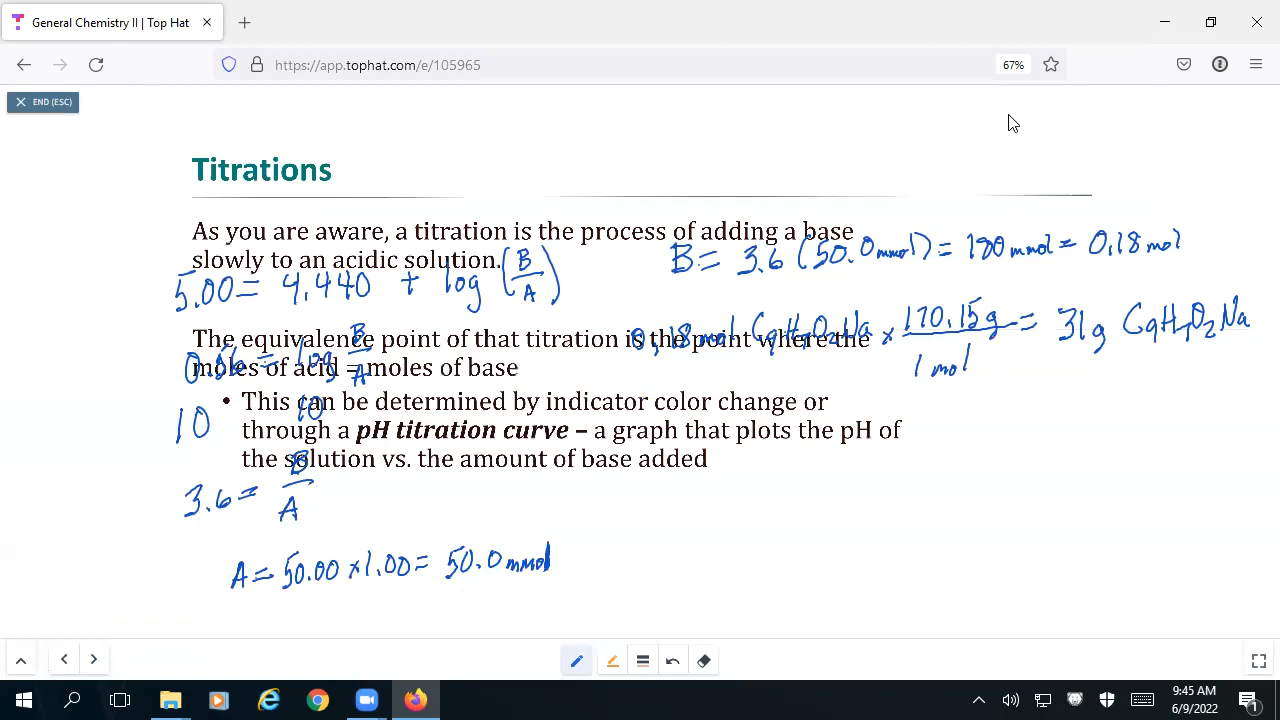 General Chemistry II | Top Hat
https://app.tophat.com/e/105965
67%
END (ESC)
Titrations
As you are aware, a titration is the process of adding a base
slowly to an acidic solution.
B = 3.6 (50.0 mmol) = 180 mmol = 0.18 mol
5.00 = 4.440 + log (B/A)
0.18 mol C9H7O2Na × 170.15 g / 1 mol = 31g C9H7O2Na
The equivalence point of that titration is the point where the
moles of acid = moles of base
0.56 = log B/A
• This can be determined by indicator color change or
through a pH titration curve – a graph that plots the pH of
the solution vs. the amount of base added
10 10
3.6 = B/A
A = 50.00 × 1.00 = 50.0 mmol
9:45 AM
6/9/2022
1